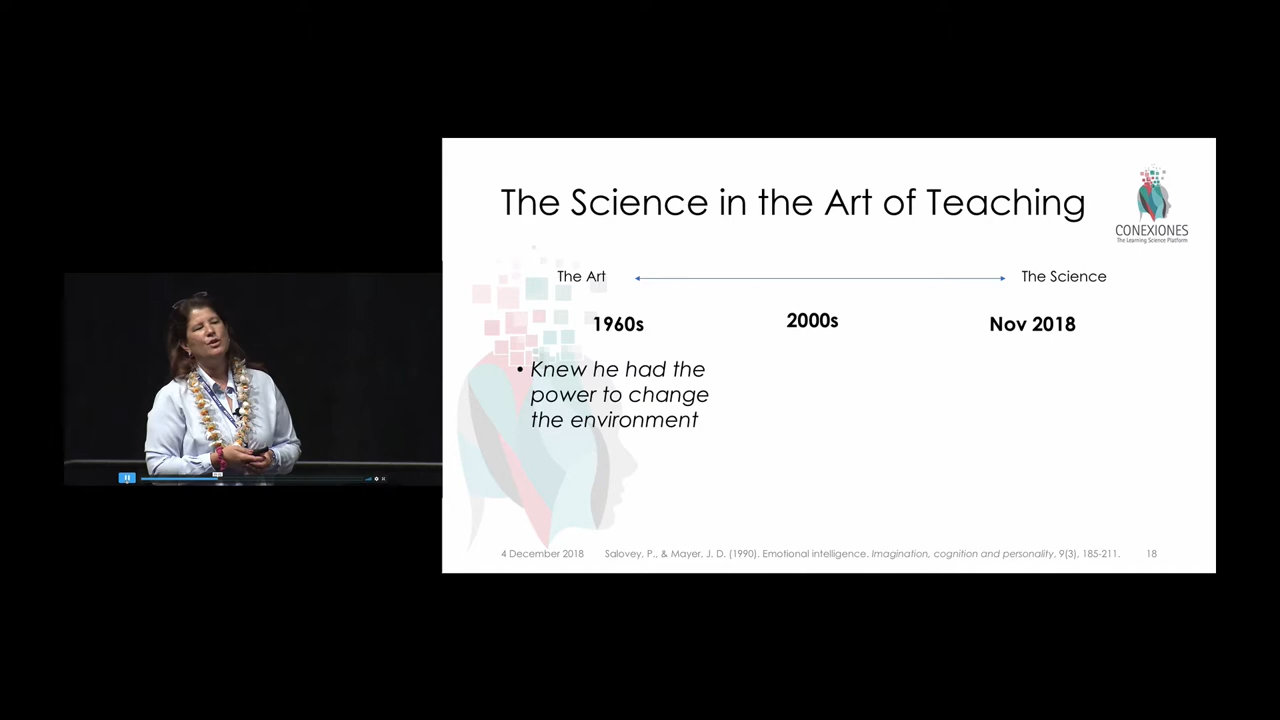 The Science in the Art of Teaching
CONEXIONES
The Learning Science Platform
The Art
The Science
1960s
2000s
Nov 2018
• Knew he had the
power to change
the environment
4 December 2018
Salovey, P., & Mayer, J. D. (1990). Emotional intelligence. Imagination, cognition and personality. 9(3), 185-211.
18